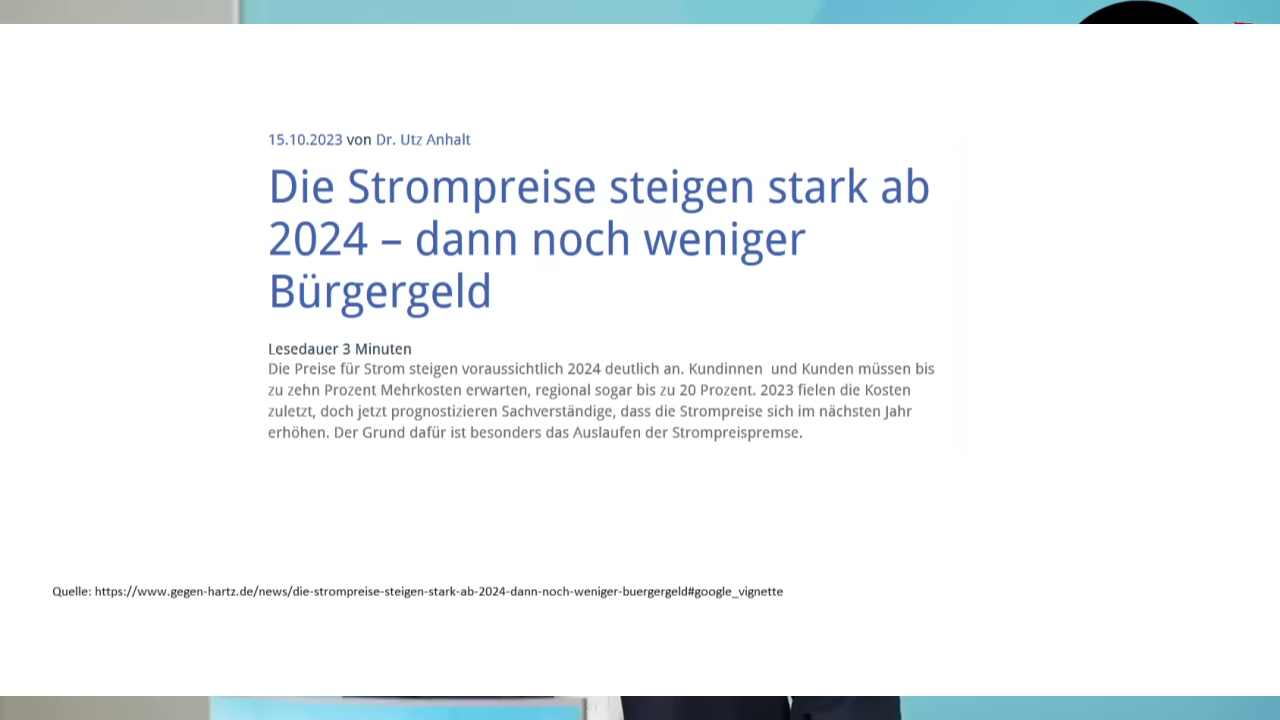 15.10.2023 von Dr. Utz Anhalt
Die Strompreise steigen stark ab
2024 – dann noch weniger
Bürgergeld
Lesedauer 3 Minuten
Die Preise für Strom steigen voraussichtlich 2024 deutlich an. Kundinnen  und Kunden müssen bis
zu zehn Prozent Mehrkosten erwarten, regional sogar bis zu 20 Prozent. 2023 fielen die Kosten
zuletzt, doch jetzt prognostizieren Sachverständige, dass die Strompreise sich im nächsten Jahr
erhöhen. Der Grund dafür ist besonders das Auslaufen der Strompreispremse.
Quelle: https://www.gegen-hartz.de/news/die-strompreise-steigen-stark-ab-2024-dann-noch-weniger-buergergeld#google_vignette